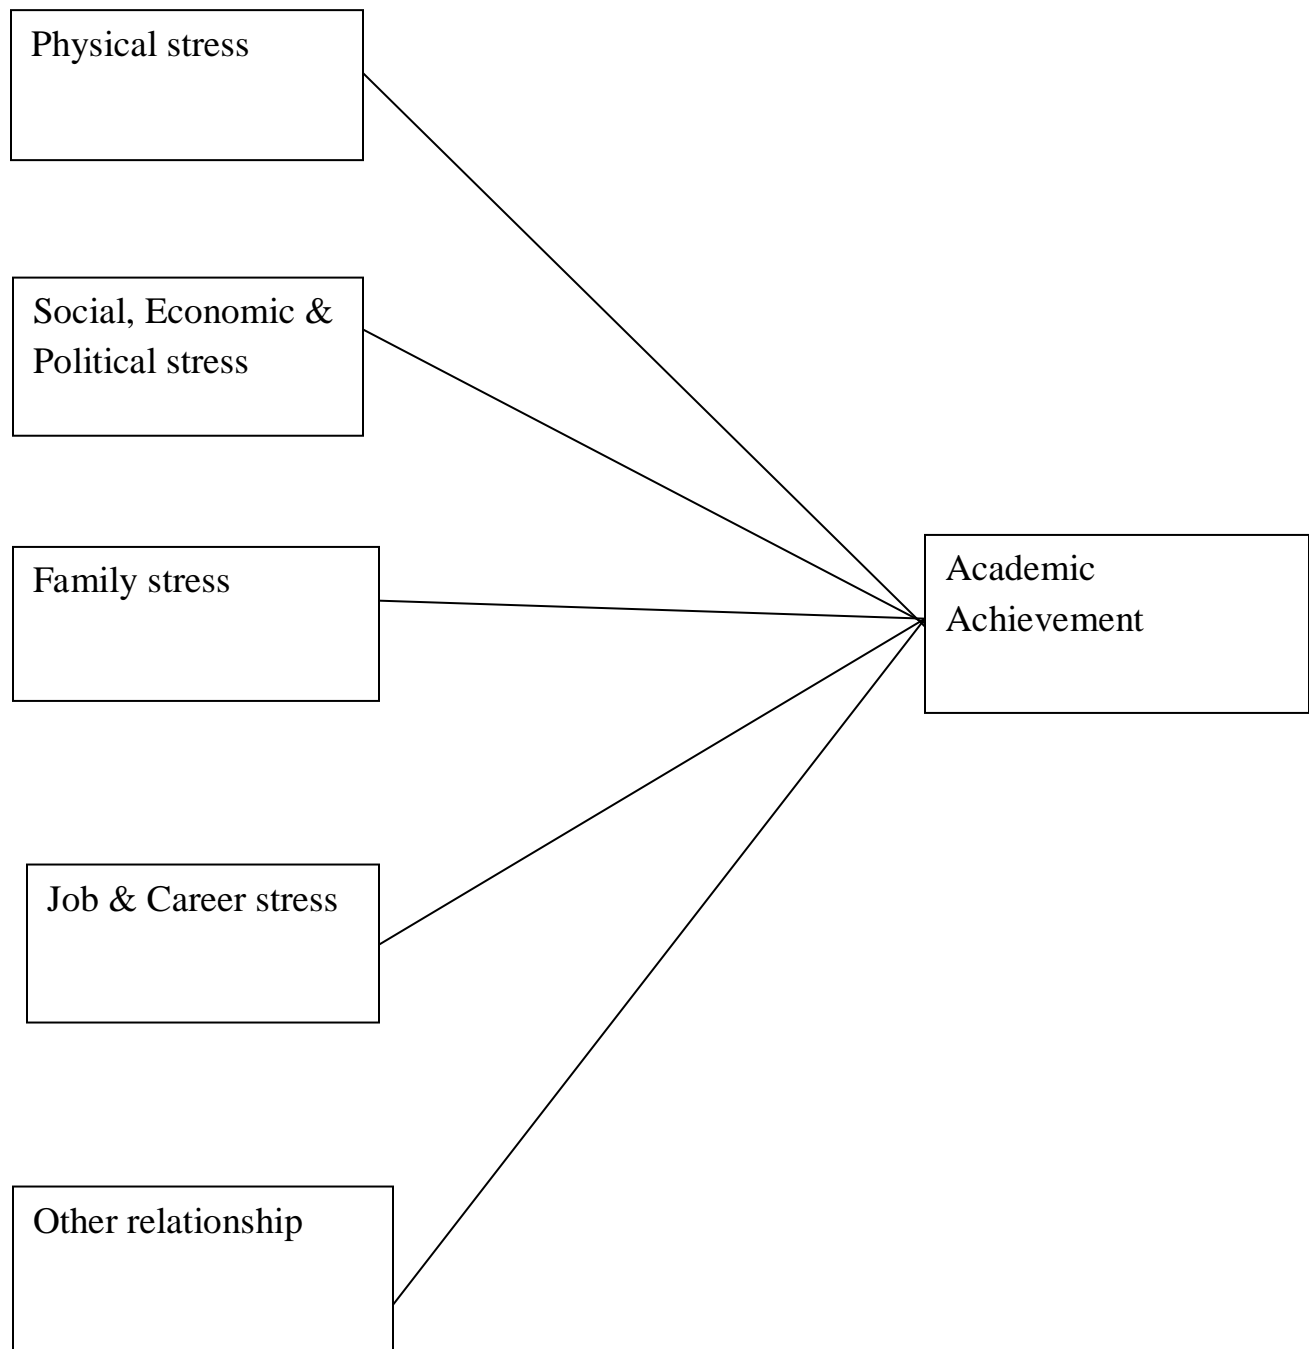 Physical stress
Social, Economic &
Political stress
Family stress
Academic
Achievement
Job & Career stress
Other relationship